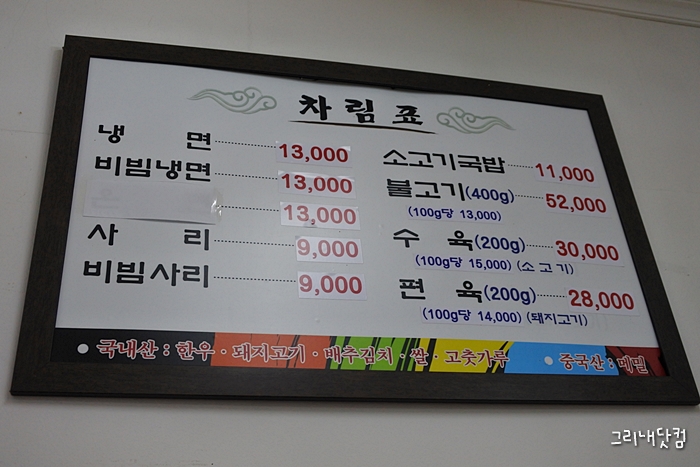 차림표
냉 면 13,000
비빔냉면 13,000
13,000
사 리 9,000
비빔사리 9,000
소고기국밥 11,000
불고기(400g) 52,000
(100g당 13,000)
수 육(200g) 30,000
(100g당 15,000) (소고기)
편 육(200g) 28,000
(100g당 14,000) (돼지고기)
• 국내산 : 한우 · 돼지고기 · 배추김치 · 쌀 · 고춧가루 • 중국산 : 메밀
그리내닷컴